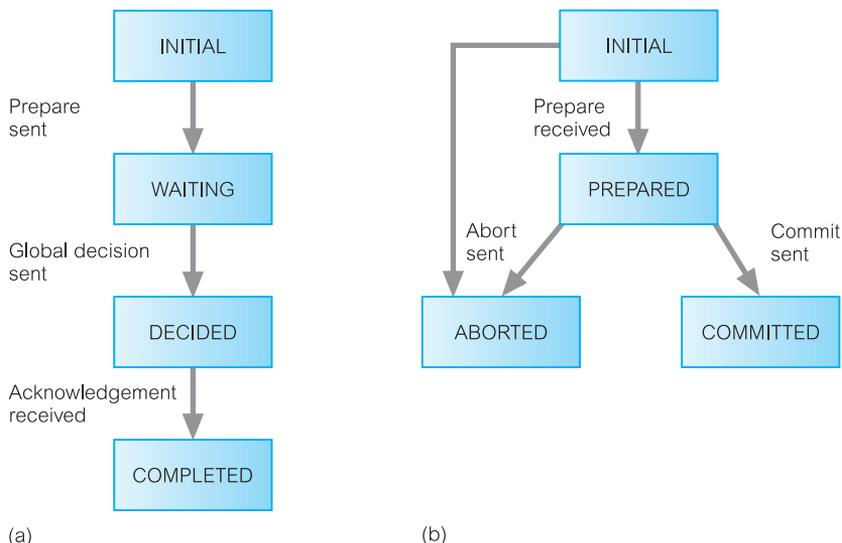 INITIAL
Prepare
sent
WAITING
Global decision
sent
DECIDED
Acknowledgement
received
COMPLETED
(a)
INITIAL
Prepare
received
PREPARED
Abort
sent
Commit
sent
ABORTED
COMMITTED
(b)